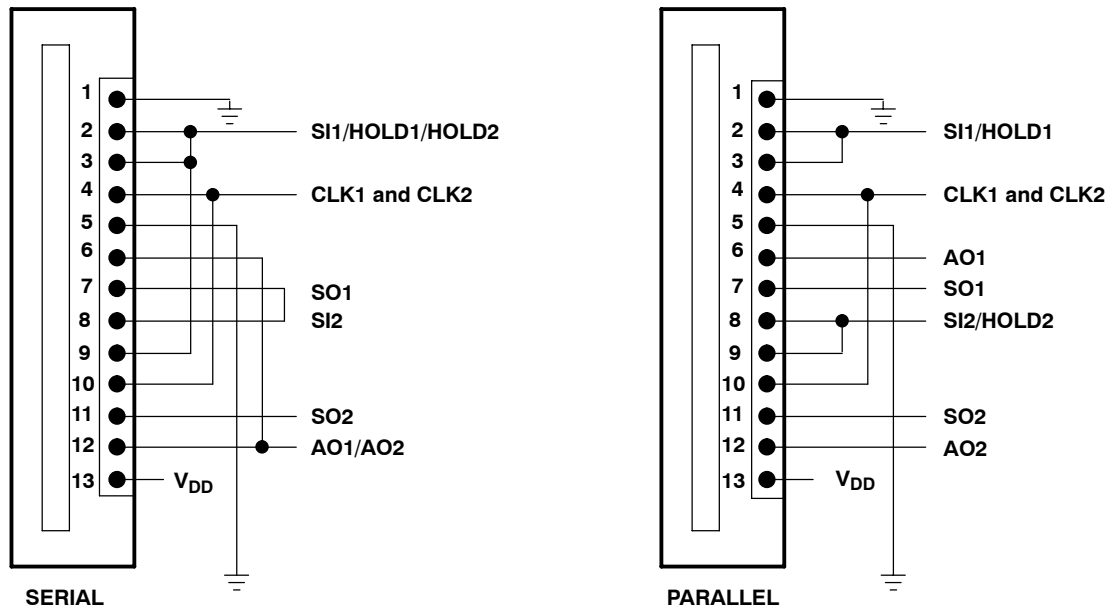 1
2 SI1/HOLD1/HOLD2
3
4 CLK1 and CLK2
5
6
7 SO1
8 SI2
9
10
11 SO2
12 AO1/AO2
13 VDD
SERIAL
1
2 SI1/HOLD1
3
4 CLK1 and CLK2
5
6 AO1
7 SO1
8 SI2/HOLD2
9
10
11 SO2
12 AO2
13 VDD
PARALLEL